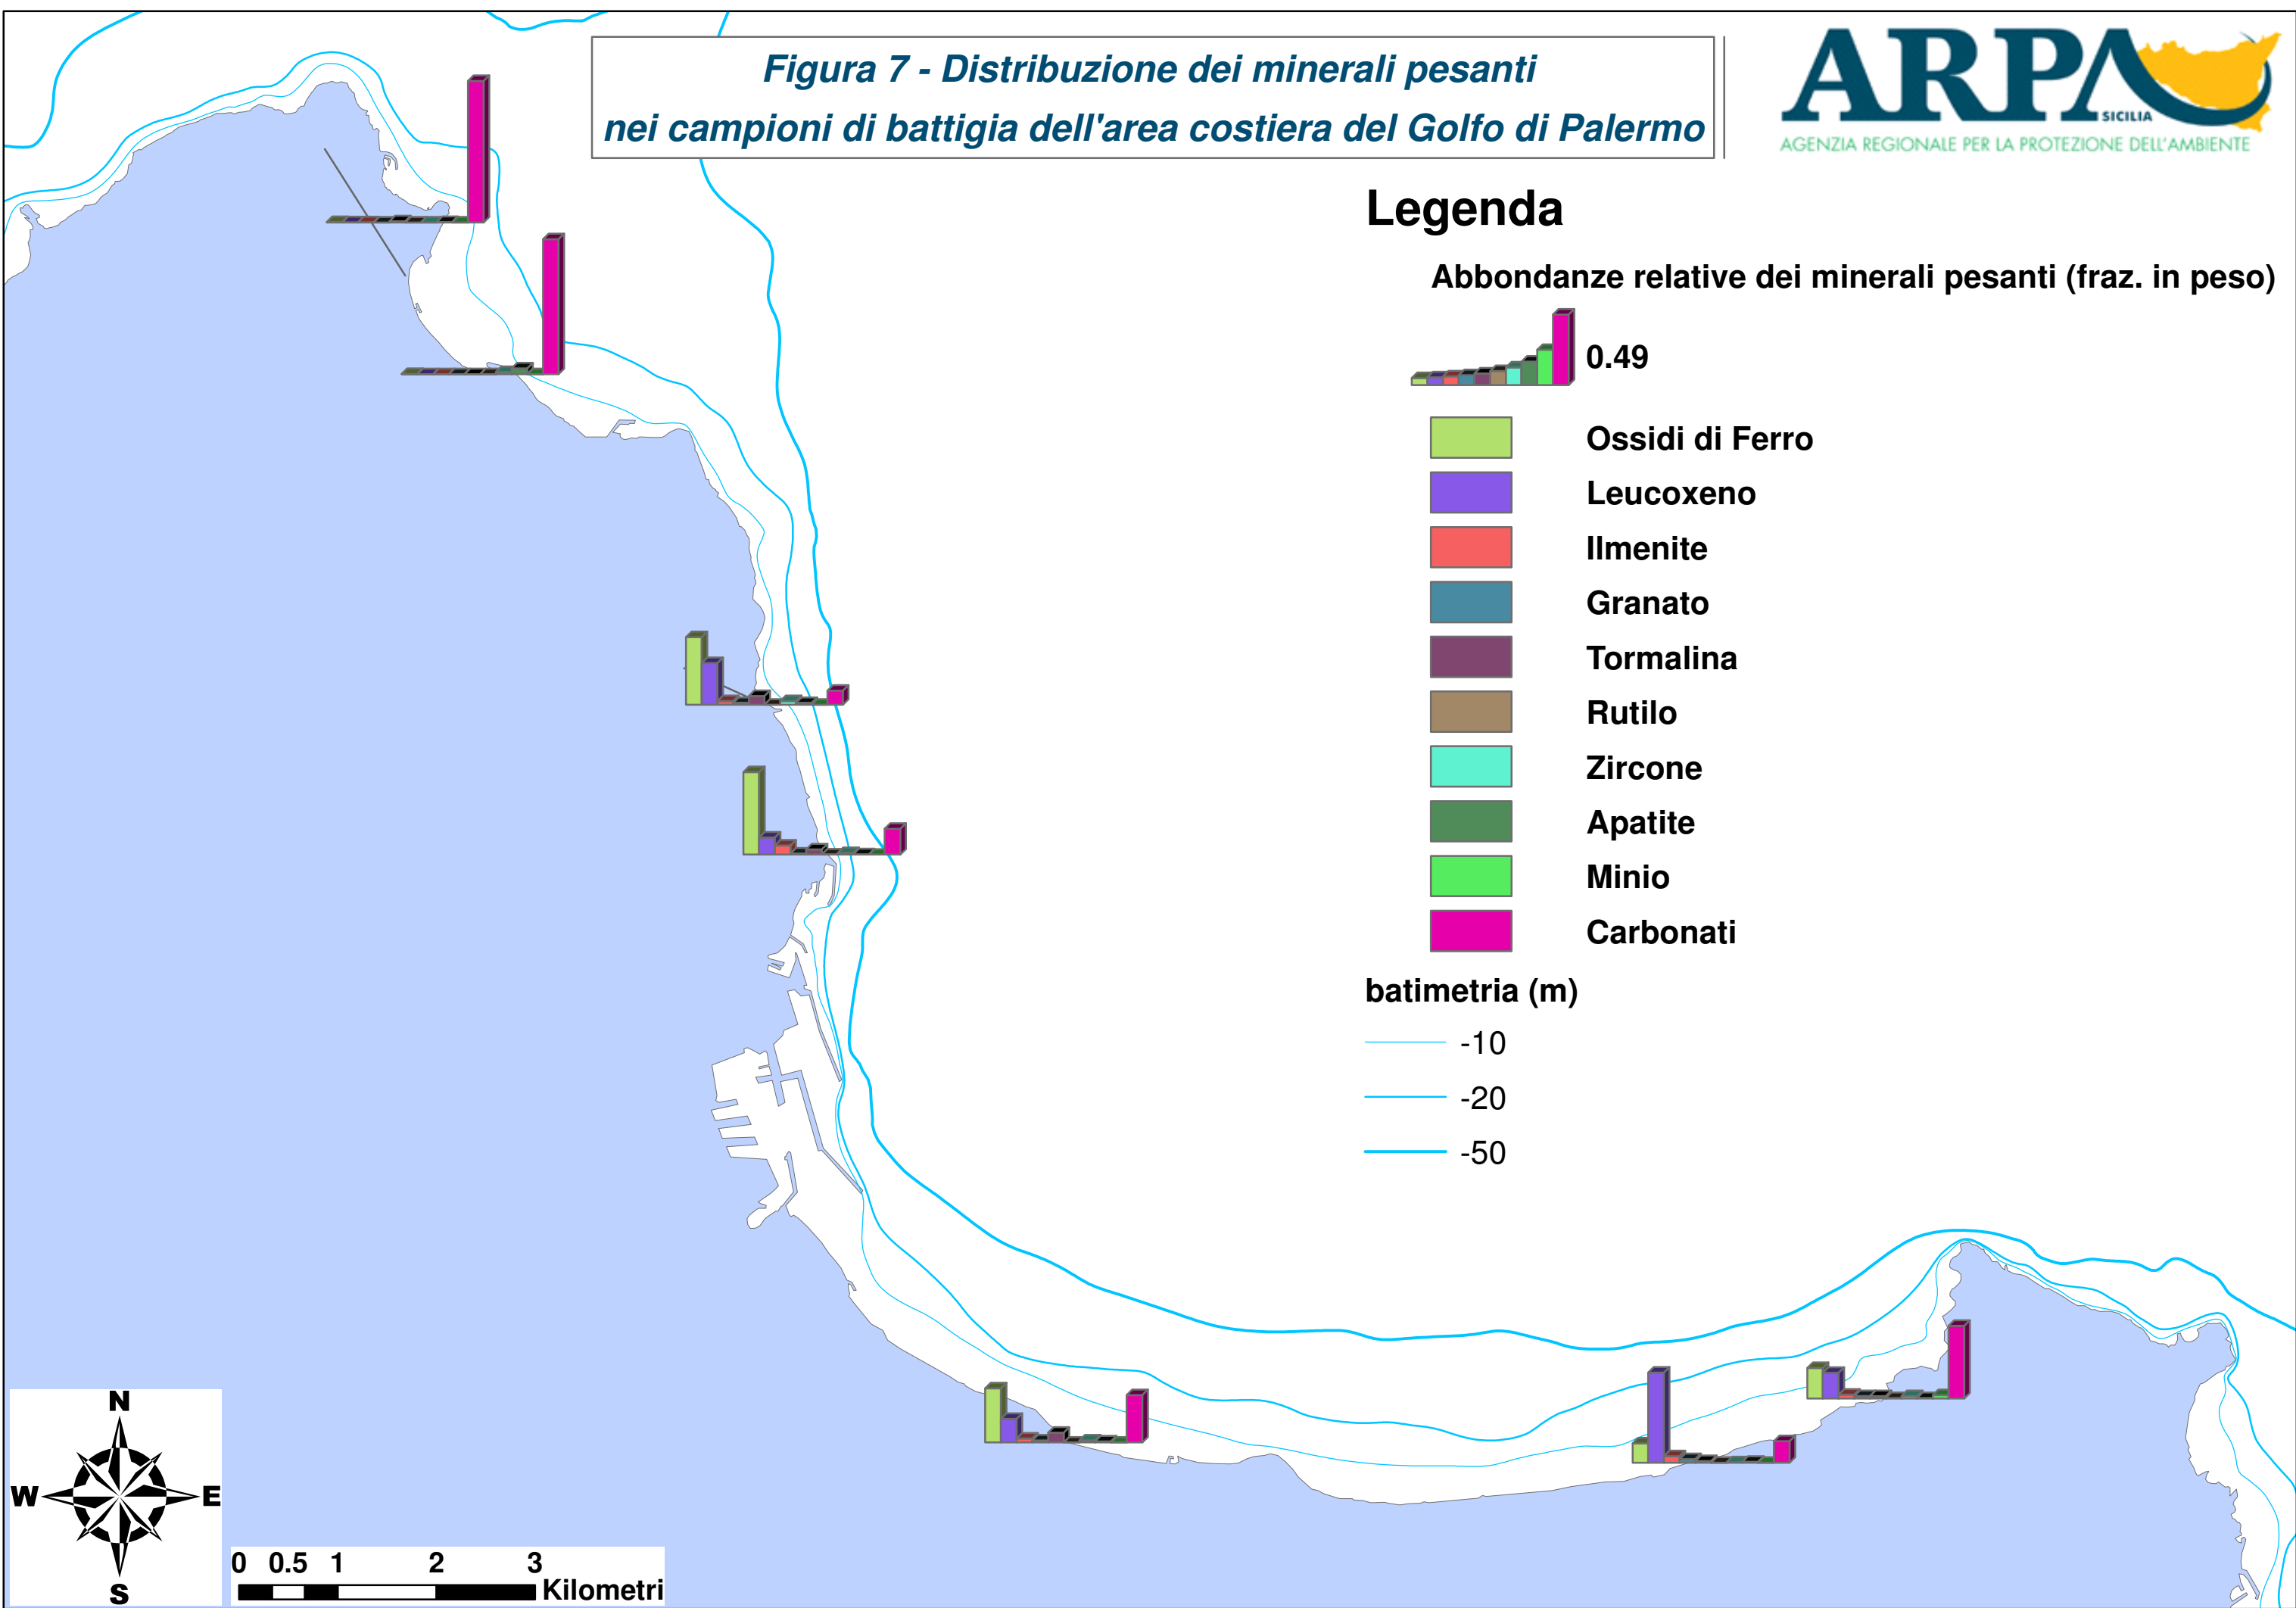 Figura 7 - Distribuzione dei minerali pesanti
nei campioni di battigia dell'area costiera del Golfo di Palermo
ARPA
SICILIA
AGENZIA REGIONALE PER LA PROTEZIONE DELL'AMBIENTE
Legenda
Abbondanze relative dei minerali pesanti (fraz. in peso)
0.49
Ossidi di Ferro
Leucoxeno
Ilmenite
Granato
Tormalina
Rutilo
Zircone
Apatite
Minio
Carbonati
batimetria (m)
-10
-20
-50
N
W E
S
0 0.5 1 2 3
Kilometri